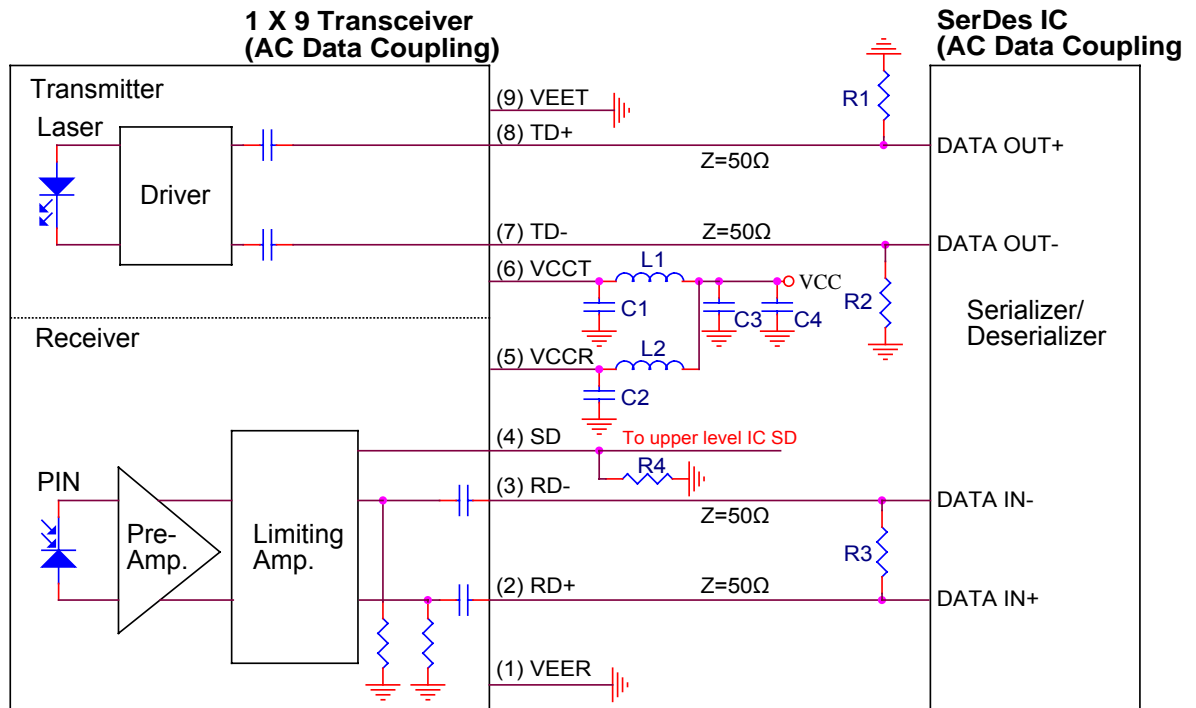 1 X 9 Transceiver
(AC Data Coupling)
SerDes IC
(AC Data Coupling
Transmitter
Laser
Driver
(9) VEET
(8) TD+
Z=50Ω
R1
DATA OUT+
(7) TD-
Z=50Ω
DATA OUT-
(6) VCCT
L1
VCC
C1
C3
C4
R2
Serializer/
Deserializer
Receiver
(5) VCCR
L2
C2
(4) SD
To upper level IC SD
R4
PIN
Pre-
Amp.
Limiting
Amp.
(3) RD-
Z=50Ω
DATA IN-
R3
(2) RD+
Z=50Ω
DATA IN+
(1) VEER